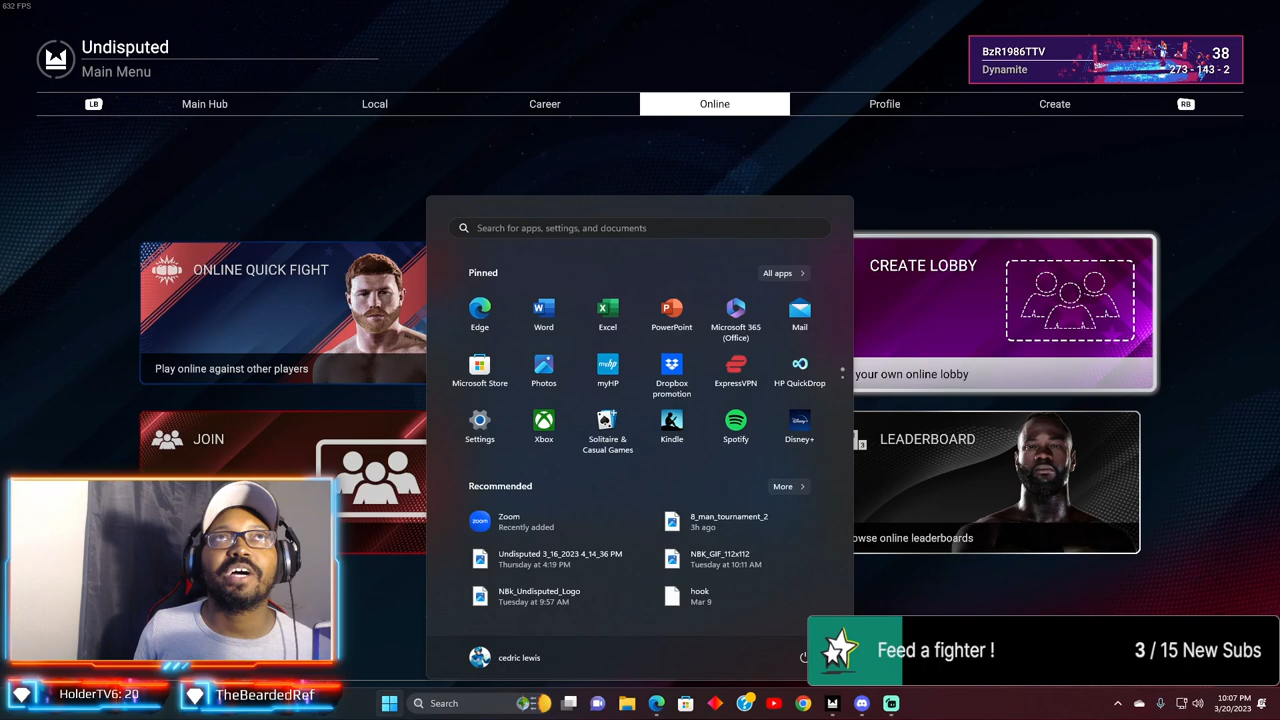 632 FPS
Undisputed
Main Menu
BzR1986TTV
38
Dynamite
273 - 143 - 2
LB
Main Hub
Local
Career
Online
Profile
Create
RB
ONLINE QUICK FIGHT
Play online against other players
CREATE LOBBY
your own online lobby
JOIN
LEADERBOARD
owse online leaderboards
Search for apps, settings, and documents
Pinned
All apps
Edge
Word
Excel
PowerPoint
Microsoft 365
(Office)
Mail
Microsoft Store
Photos
myHP
Dropbox
promotion
ExpressVPN
HP QuickDrop
Settings
Xbox
Solitaire &
Casual Games
Kindle
Spotify
Disney+
Recommended
More
zoom
Zoom
Recently added
8_man_tournament_2
3h ago
Undisputed 3_16_2023 4_14_36 PM
Thursday at 4:19 PM
NBK_GIF_112x112
Tuesday at 10:11 AM
NBk_Undisputed_Logo
Tuesday at 9:57 AM
hook
Mar 9
cedric lewis
Feed a fighter !
3 / 15 New Subs
HolderTV6: 20
TheBeardedRef
Search
10:07 PM
3/20/2023